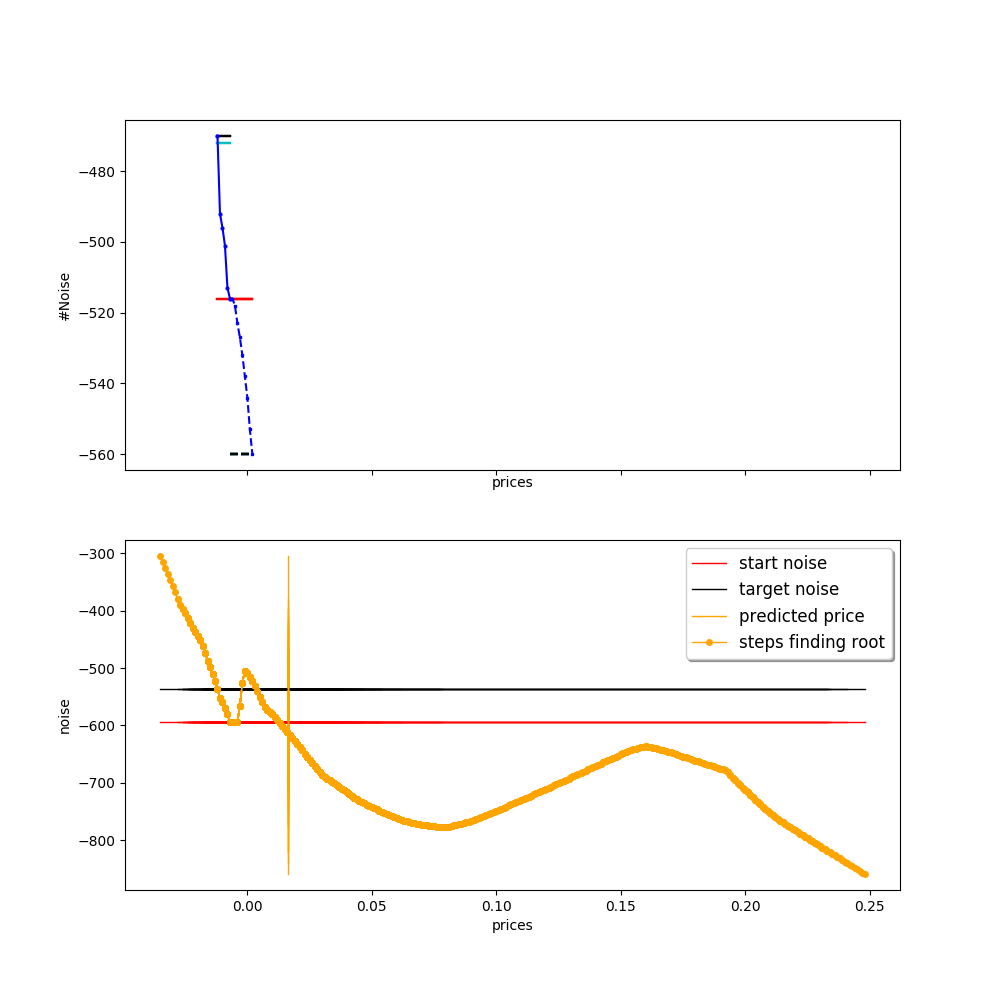 −480
−500
−520
−540
−560
#Noise
prices
−300
−400
−500
−600
−700
−800
noise
start noise
target noise
predicted price
steps finding root
0.00 0.05 0.10 0.15 0.20 0.25
prices